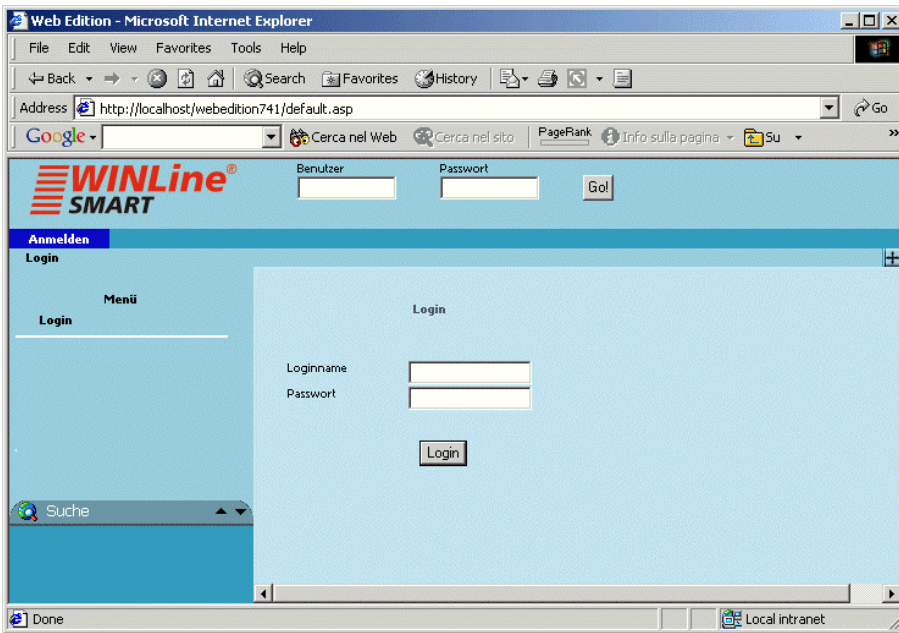 Web Edition - Microsoft Internet Explorer
File Edit View Favorites Tools Help
Back Search Favorites History
Address http://localhost/webedition741/default.asp Go
Google Cerca nel Web Cerca nel sito PageRank Info sulla pagina Su »
WINLine®
SMART
Benutzer Passwort
Go!
Anmelden
Login
Menü
Login
Login
Loginname
Passwort
Login
Suche
Done Local intranet